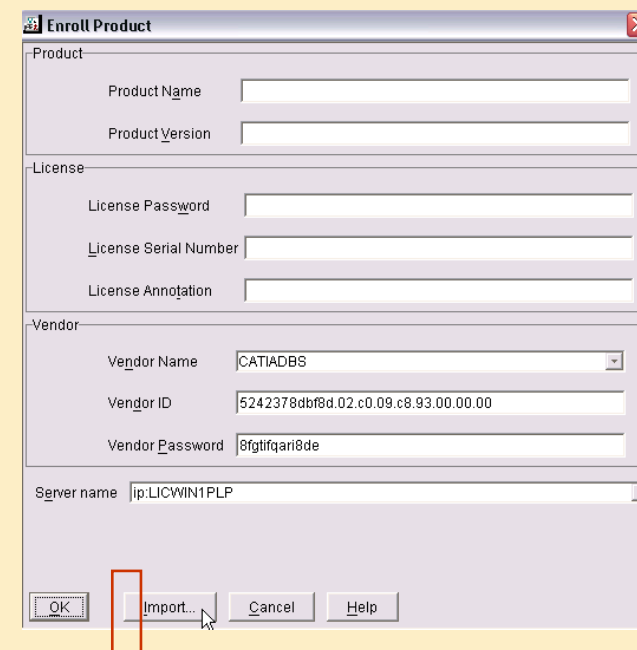 Enroll Product
Product
Product Name
Product Version
License
License Password
License Serial Number
License Annotation
Vendor
Vendor Name CATIADBS
Vendor ID 5242378dbf8d.02.c0.09.c8.93.00.00.00
Vendor Password 8fgtifqari8de
Server name ip:LICWIN1PLP
OK Import... Cancel Help